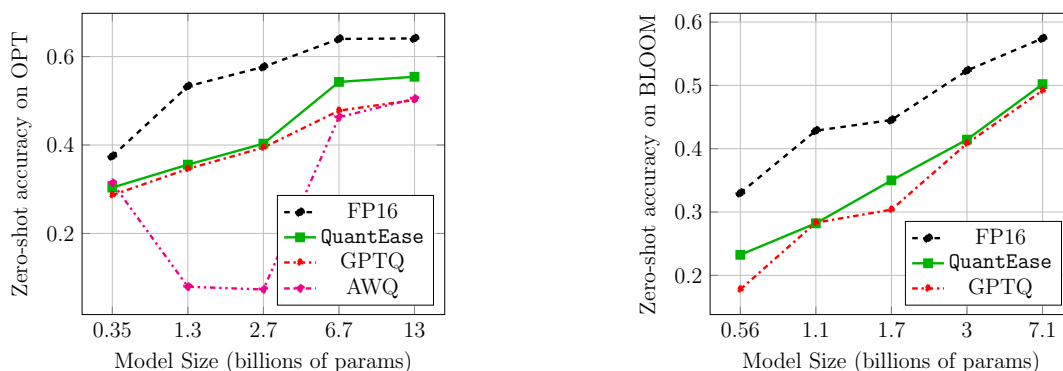 Zero-shot accuracy on OPT
0.6
0.4
0.2
FP16
QuantEase
GPTQ
AWQ
0.35 1.3 2.7 6.7 13
Model Size (billions of params)
Zero-shot accuracy on BLOOM
0.6
0.5
0.4
0.3
0.2
FP16
QuantEase
GPTQ
0.56 1.1 1.7 3 7.1
Model Size (billions of params)